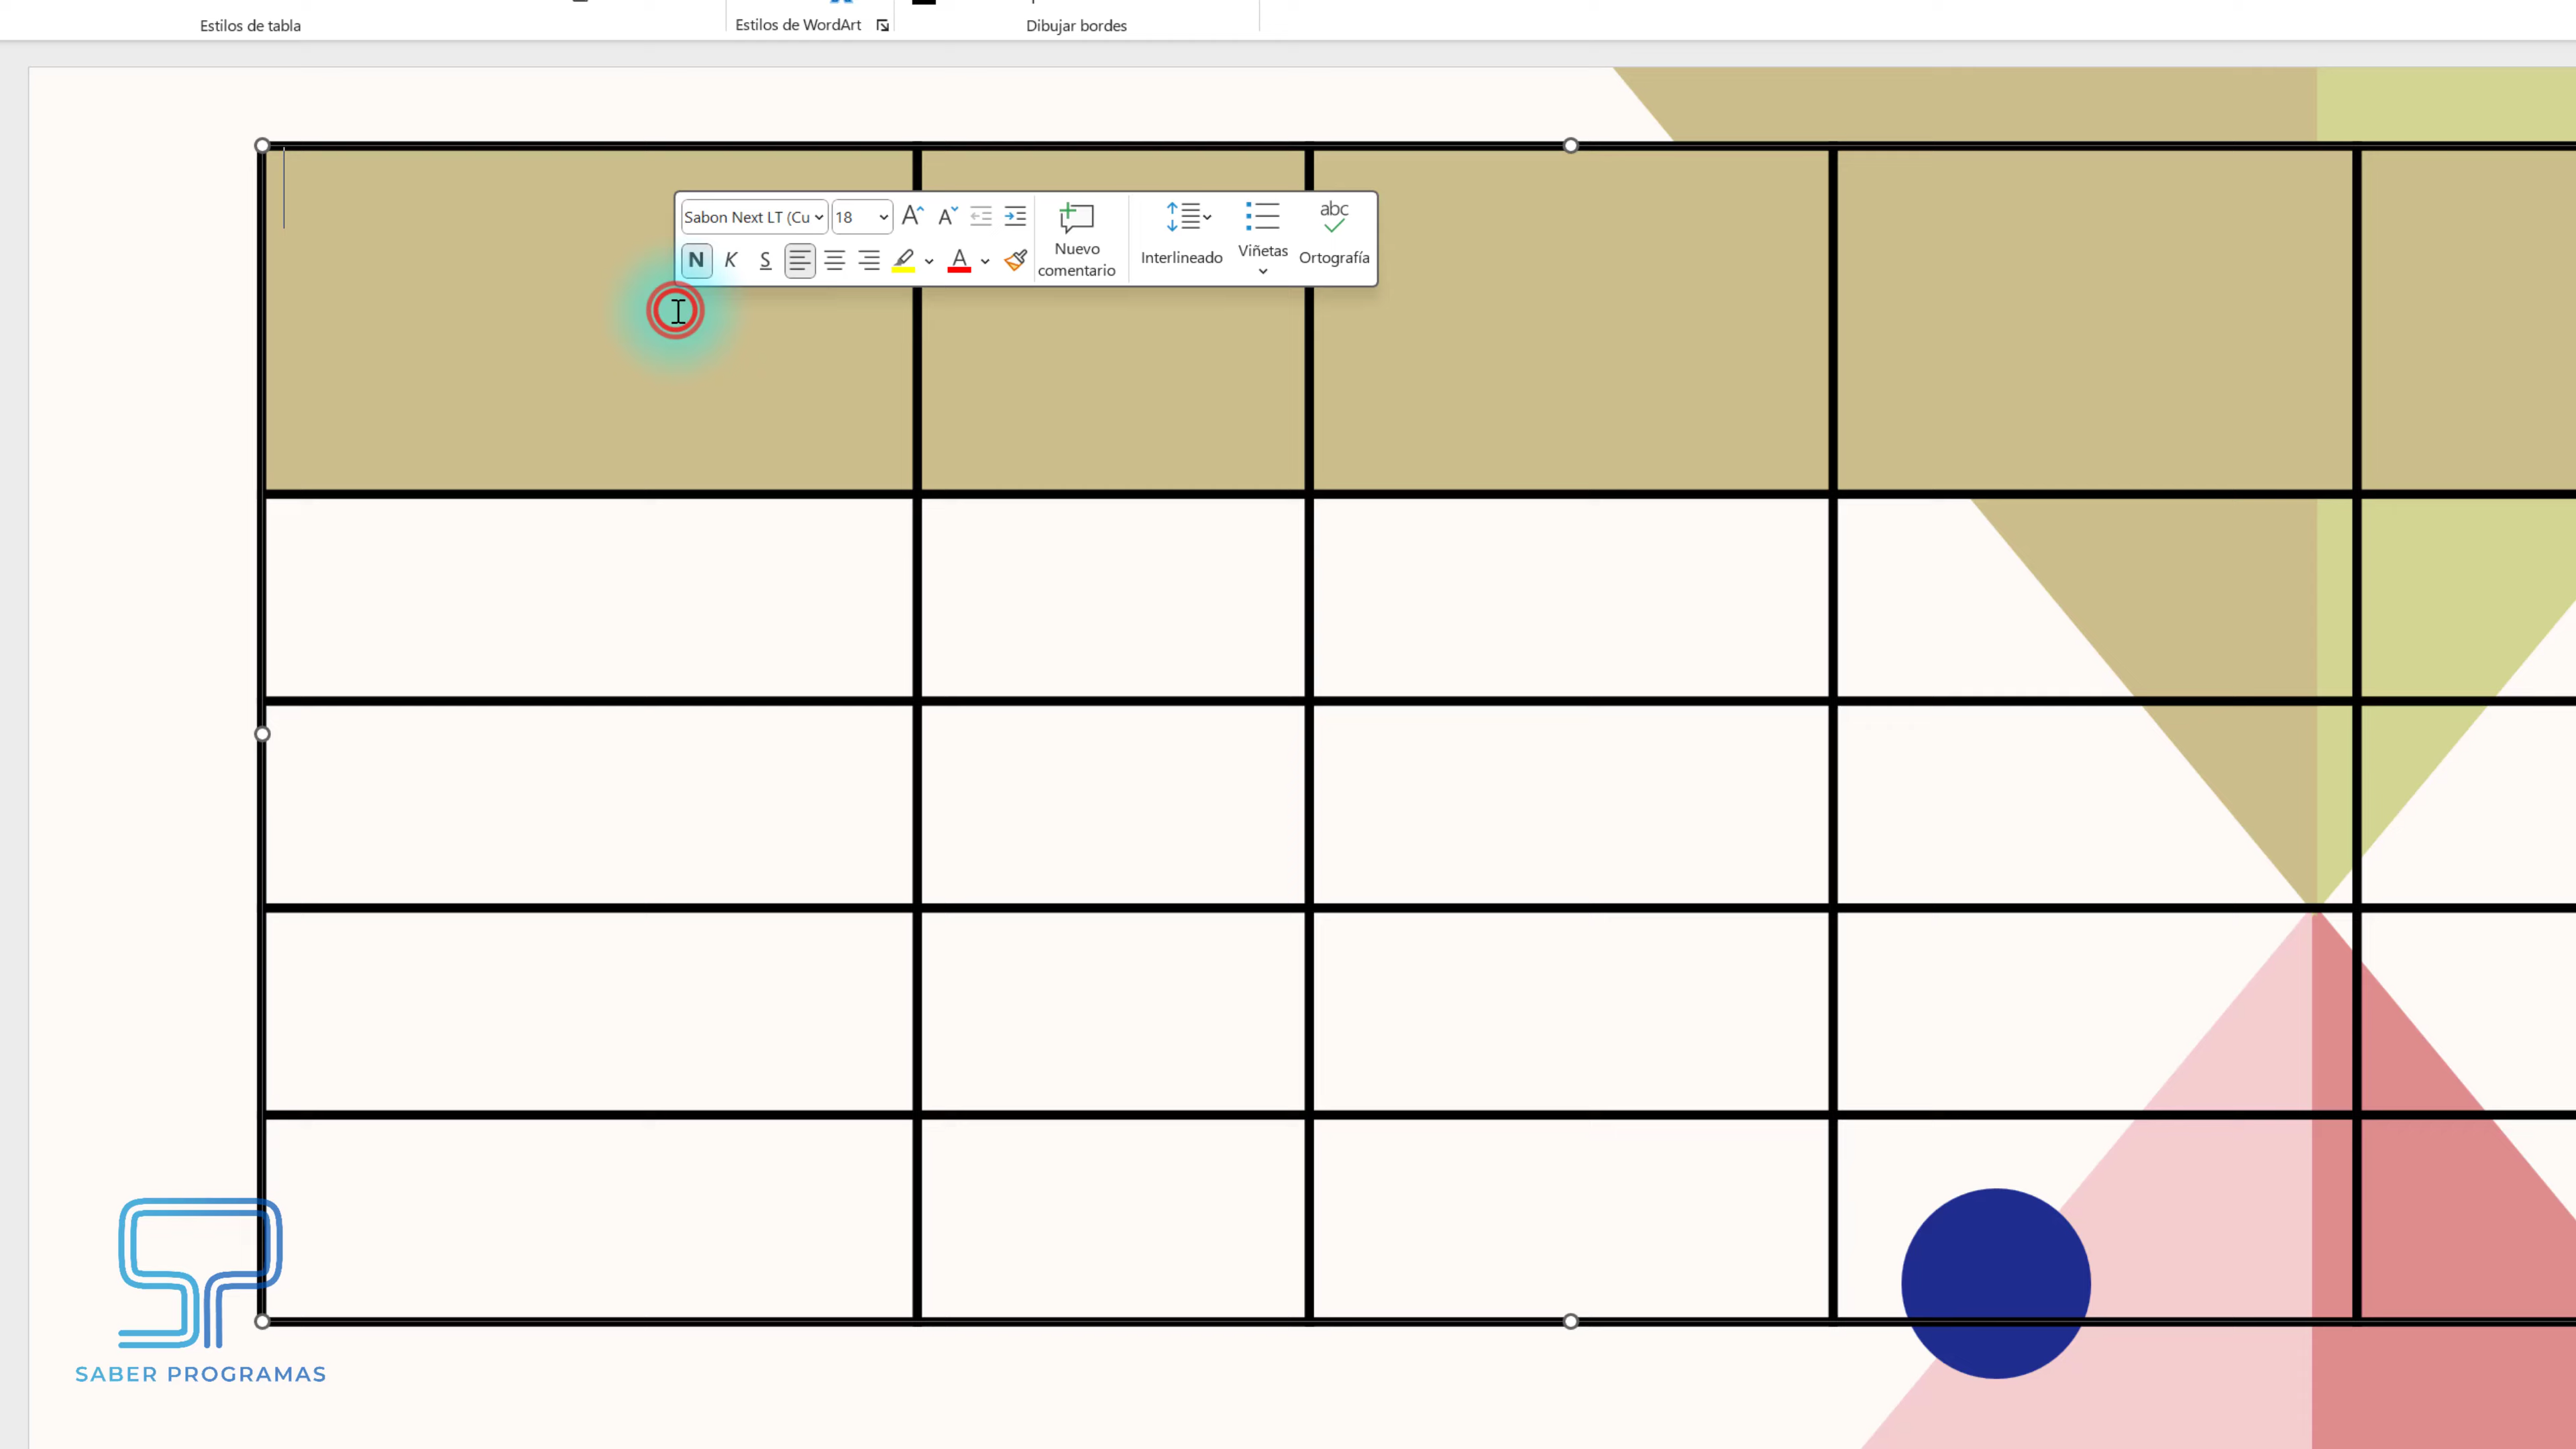 Estilos de tabla
Estilos de WordArt
Dibujar bordes
Sabon Next LT (Cu
18
A A
Nuevo comentario
Interlineado
Viñetas
abc
Ortografía
N K S
A
SABER PROGRAMAS